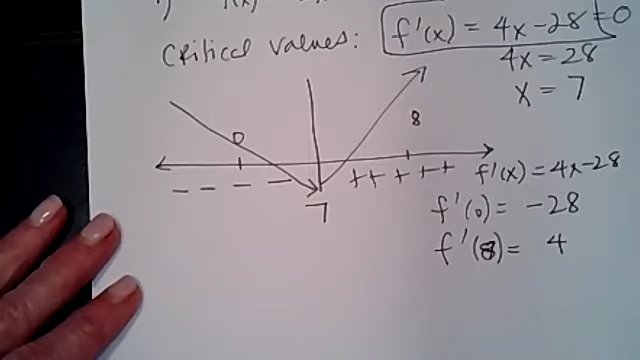 Critical values: f'(x) = 4x-28=0
4x = 28
x = 7
0
8
- - - - ++ + + +
7
f'(x) = 4x-28
f'(0) = -28
f'(8) = 4